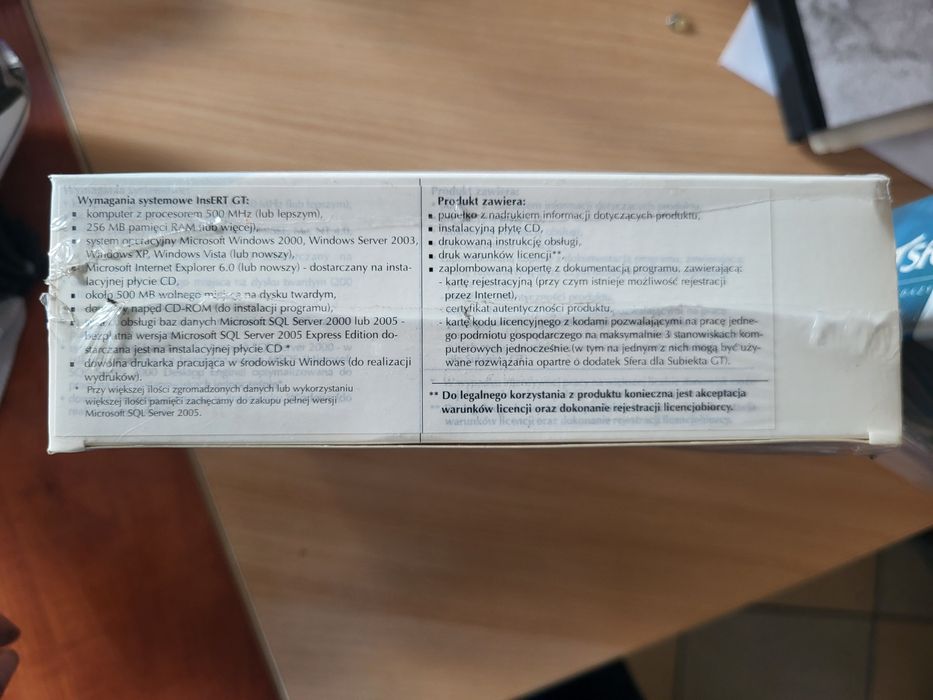 Wymagania systemowe InsERT GT:
komputer z procesorem 500 MHz (lub lepszym),
256 MB pamięci RAM (lub więcej),
system operacyjny Microsoft Windows 2000, Windows Server 2003,
Windows XP, Windows Vista (lub nowszy),
Microsoft Internet Explorer 6.0 (lub nowszy) - dostarczany na insta-
lacyjnej płycie CD,
około 500 MB wolnego miejsca na dysku twardym,
napęd CD-ROM (do instalacji programu),
obsługi baz danych Microsoft SQL Server 2000 lub 2005 -
bezpłatna wersja Microsoft SQL Server 2005 Express Edition do-
starczana jest na instalacyjnej płycie CD *
dowolna drukarka pracująca w środowisku Windows (do realizacji
wydruków).
* Przy większej ilości zgromadzonych danych lub wykorzystaniu
większej ilości pamięci zachęcamy do zakupu pełnej wersji
Microsoft SQL Server 2005.
Produkt zawiera:
pudełko z nadrukiem informacji dotyczących produktu,
instalacyjną płytę CD,
drukowaną instrukcję obsługi,
druk warunków licencji**
zaplombowaną kopertę z dokumentacją programu, zawierającą:
- kartę rejestracyjną (przy czym istnieje możliwość rejestracji
przez Internet),
- certyfikat autentyczności produktu,
- kartę kodu licencyjnego z kodami pozwalającymi na pracę jedne-
go podmiotu gospodarczego na maksymalnie 3 stanowiskach kom-
puterowych jednocześnie (w tym na jednym z nich mogą być uży-
wane rozwiązania opartre o dodatek Sfera dla Subiekta GT).
** Do legalnego korzystania z produktu konieczna jest akceptacja
warunków licencji oraz dokonanie rejestracji licencjobiorcy.